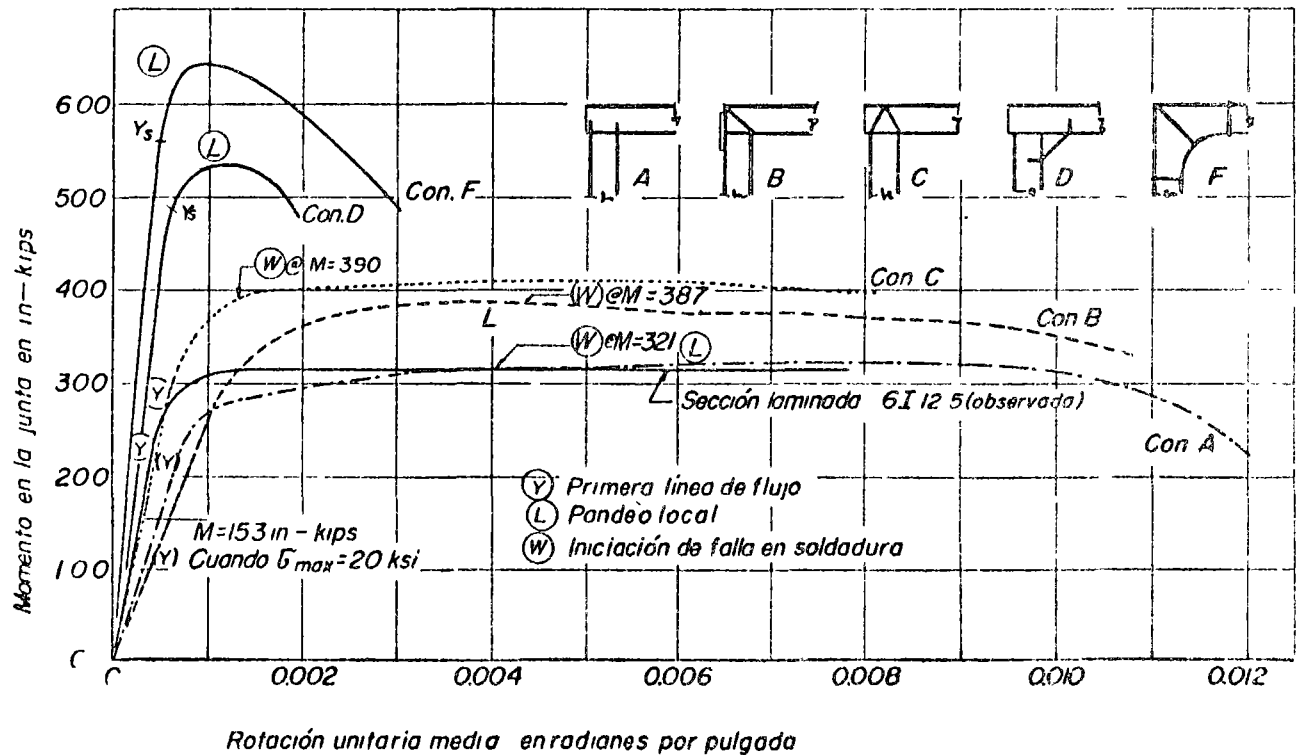 Momento en la junta en in-kips
600
500
400
300
200
100
0
0.002
0.004
0.006
0.008
0.010
0.012
L
Ys
L
Ys
Con. F
Con. D
W @ M=390
(W)@M=387
L
W @M=321 L
Con C
Con B
Con A
Sección laminada 6I12 5 (observada)
Y
Y
(Y)
M=153 in-kips
(Y) Cuando σmax=20 ksi
Y Primera línea de flujo
L Pandeo local
W Iniciación de falla en soldadura
A
B
C
D
F
Rotación unitaria media en radianes por pulgada